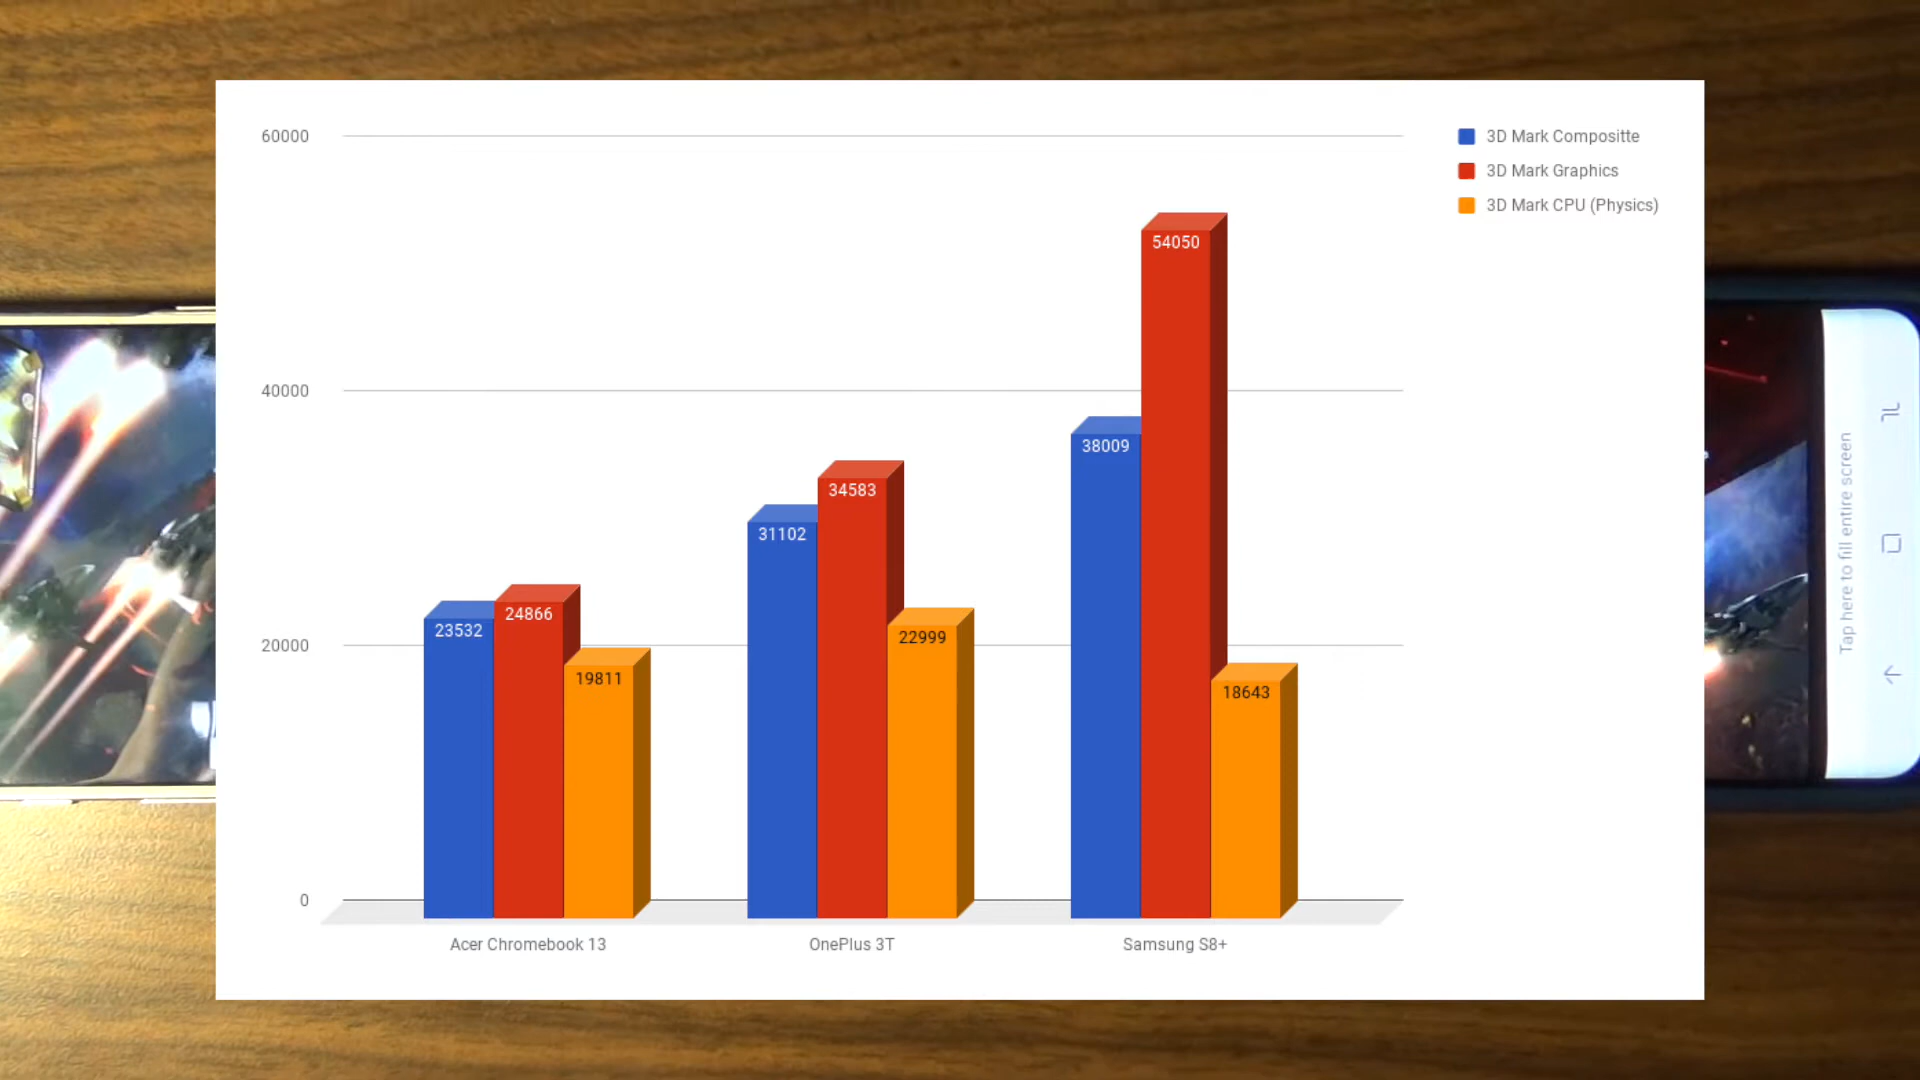 60000
40000
20000
0
3D Mark Compositte
3D Mark Graphics
3D Mark CPU (Physics)
23532
24866
19811
31102
34583
22999
38009
54050
18643
Acer Chromebook 13
OnePlus 3T
Samsung S8+
Tap here to fill entire screen